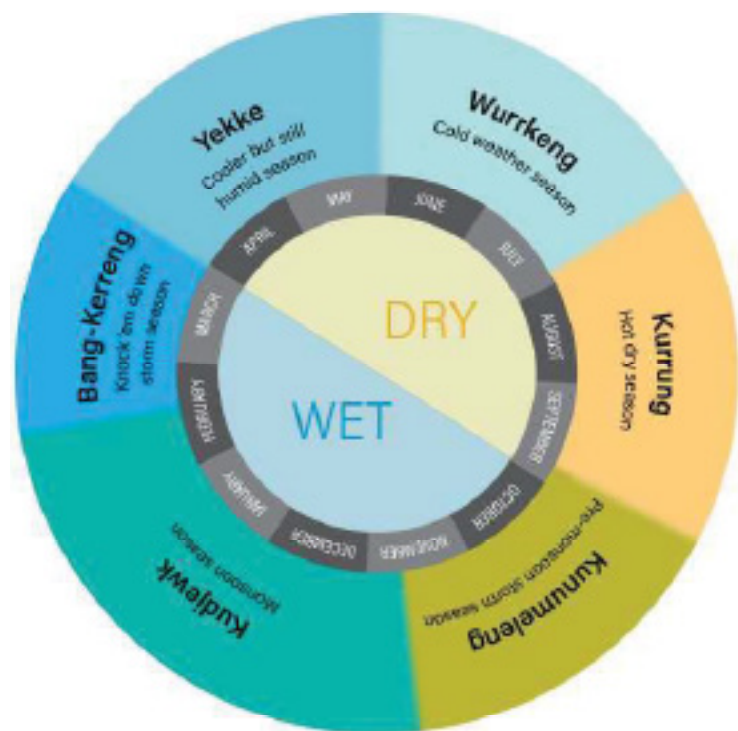 Yekke
Cooler but still
humid season
Wurrkeng
Cold weather season
Kurrung
Hot dry season
Kunumeleng
Pre-monsoon storm season
Kudjewk
Monsoon season
Bang-Kerreng
Knock 'em down
storm season
JANUARY
FEBRUARY
MARCH
APRIL
MAY
JUNE
JULY
AUGUST
SEPTEMBER
OCTOBER
NOVEMBER
DECEMBER
DRY
WET